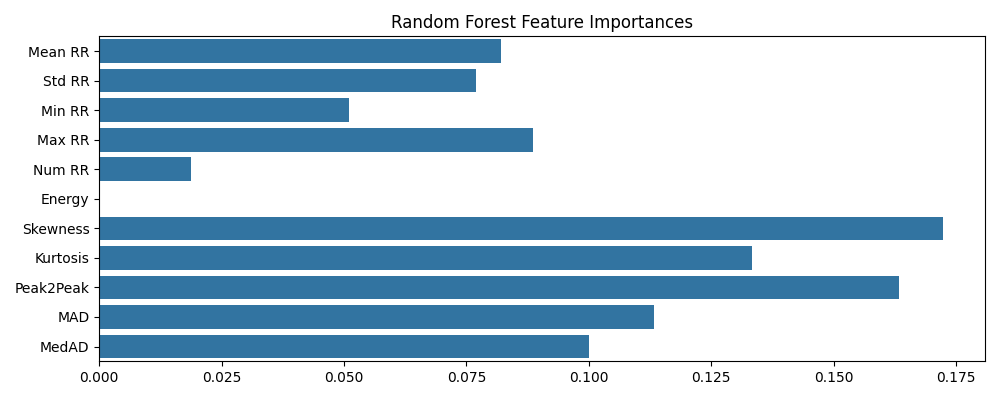 Random Forest Feature Importances
Mean RR
Std RR
Min RR
Max RR
Num RR
Energy
Skewness
Kurtosis
Peak2Peak
MAD
MedAD
0.000 0.025 0.050 0.075 0.100 0.125 0.150 0.175